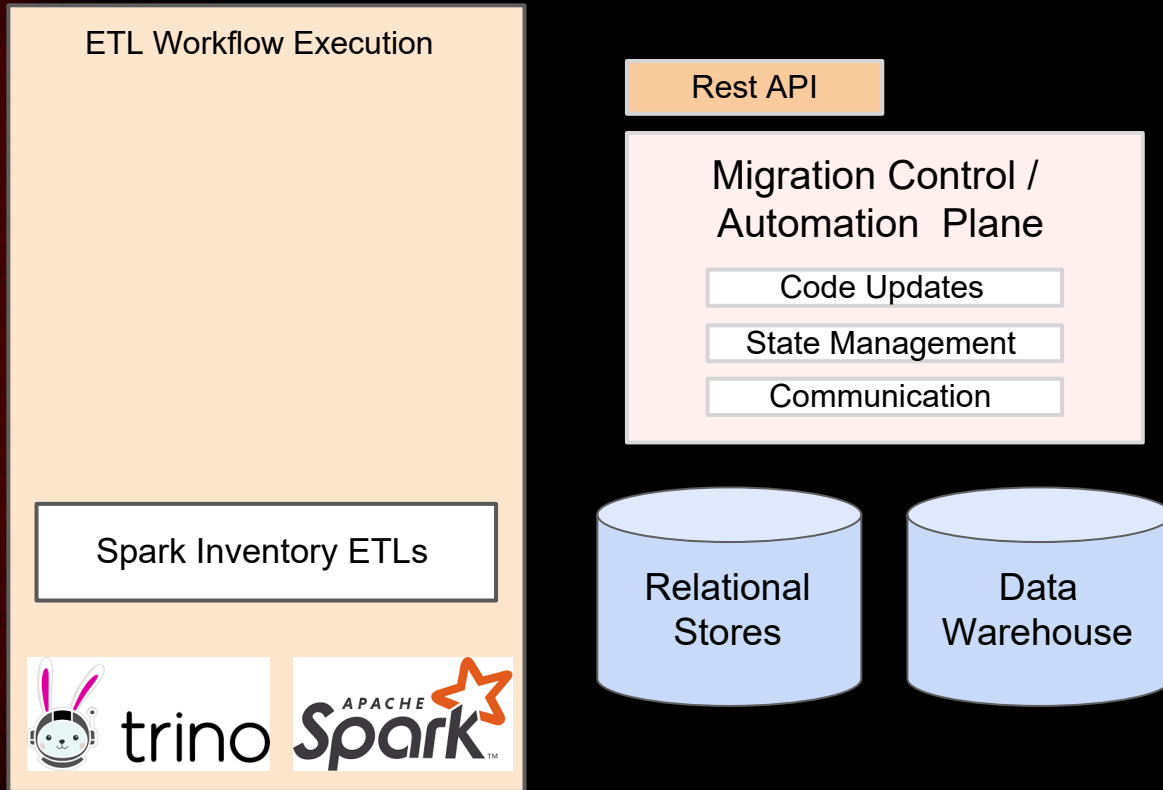 ETL Workflow Execution
Spark Inventory ETLs
trino
APACHE
Spark™
Rest API
Migration Control /
Automation Plane
Code Updates
State Management
Communication
Relational
Stores
Data
Warehouse